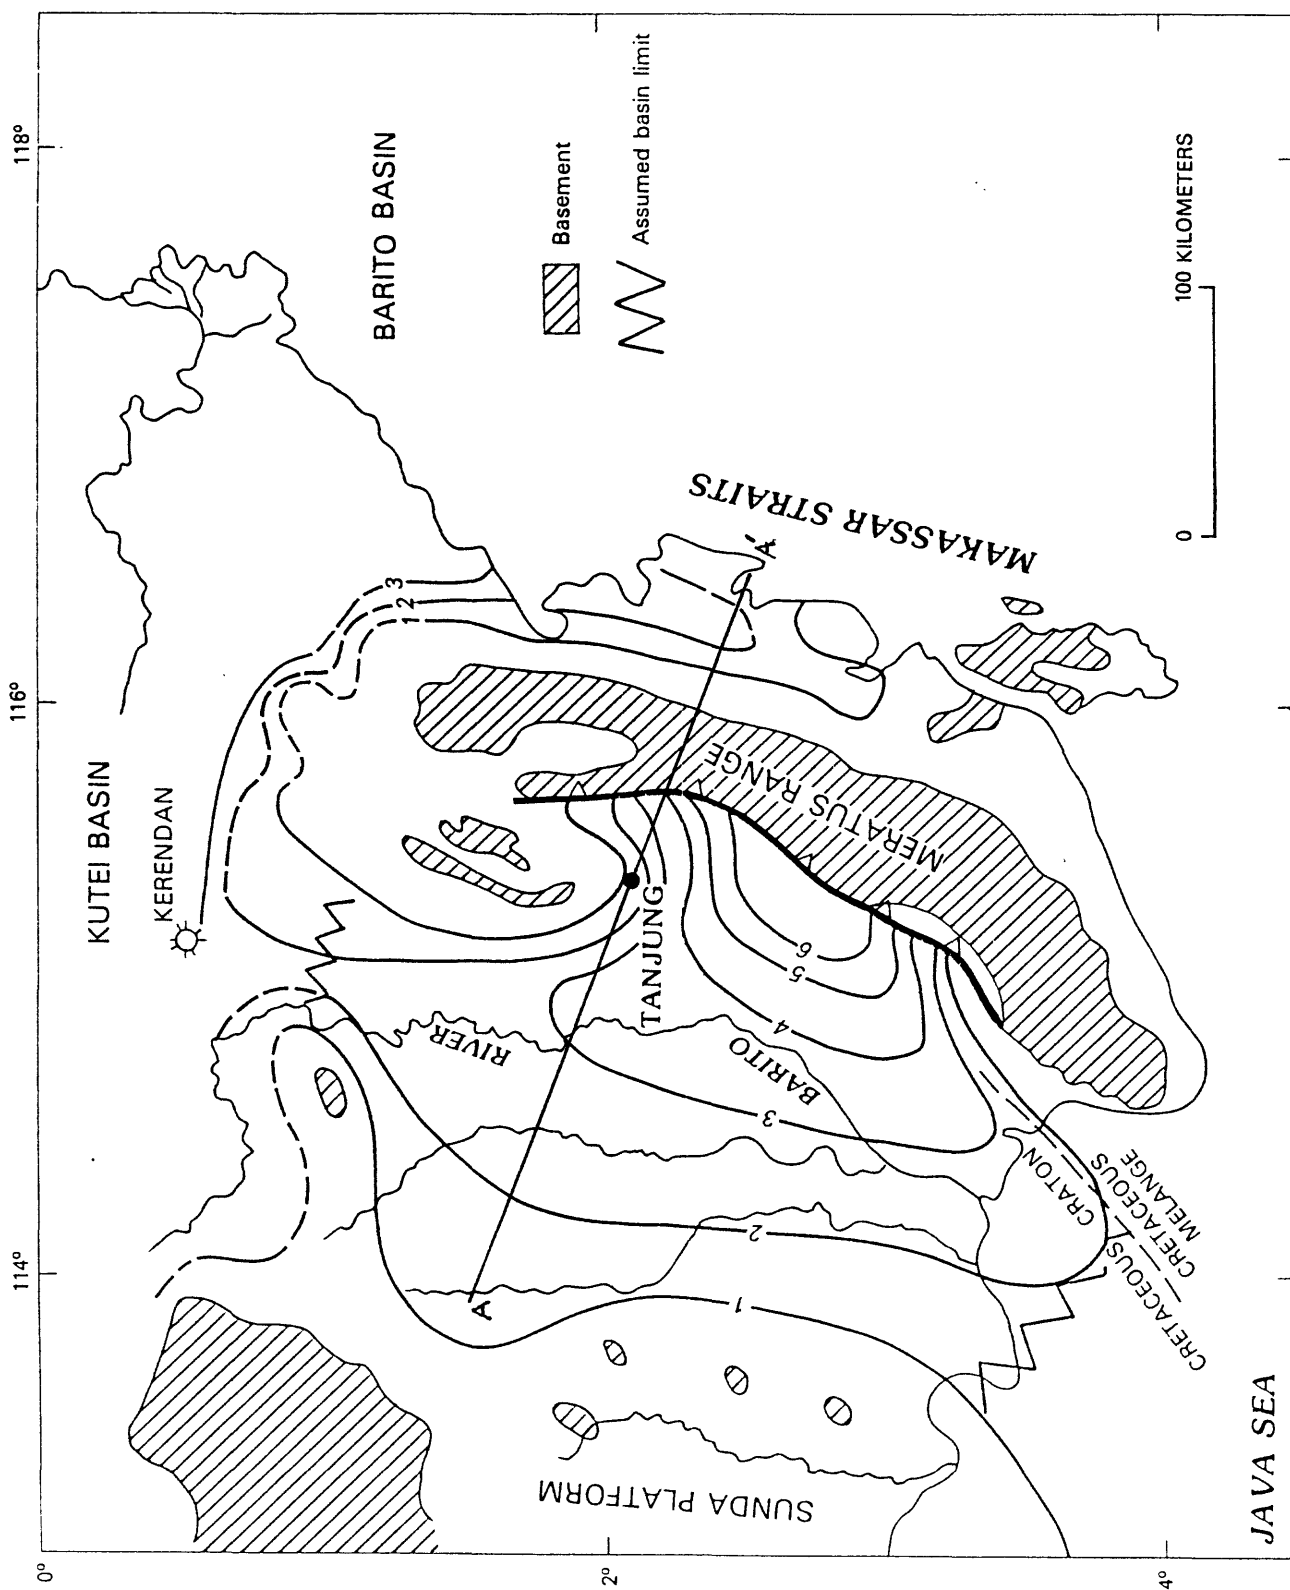 0°
2°
4°
114°
116°
118°
KUTEI BASIN
KERENDAN
BARITO BASIN
Basement
Assumed basin limit
100 KILOMETERS
0
MAKASSAR STRAITS
A'
A
3
2
1
MERATUS RANGE
TANJUNG
RIVER
BARITO
6
5
4
3
2
1
CRATON
CRETACEOUS
MELANGE
CRETACEOUS
SUNDA PLATFORM
JAVA SEA